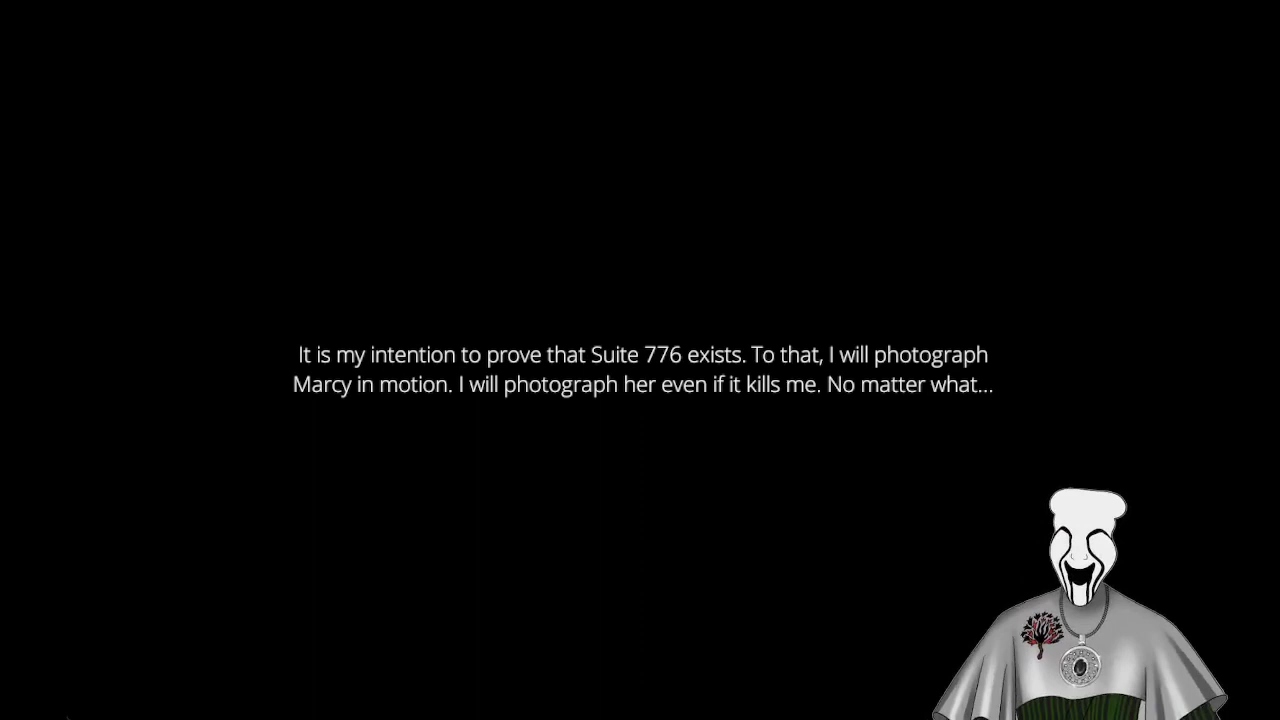 It is my intention to prove that Suite 776 exists. To that, I will photograph
Marcy in motion. I will photograph her even if it kills me. No matter what...